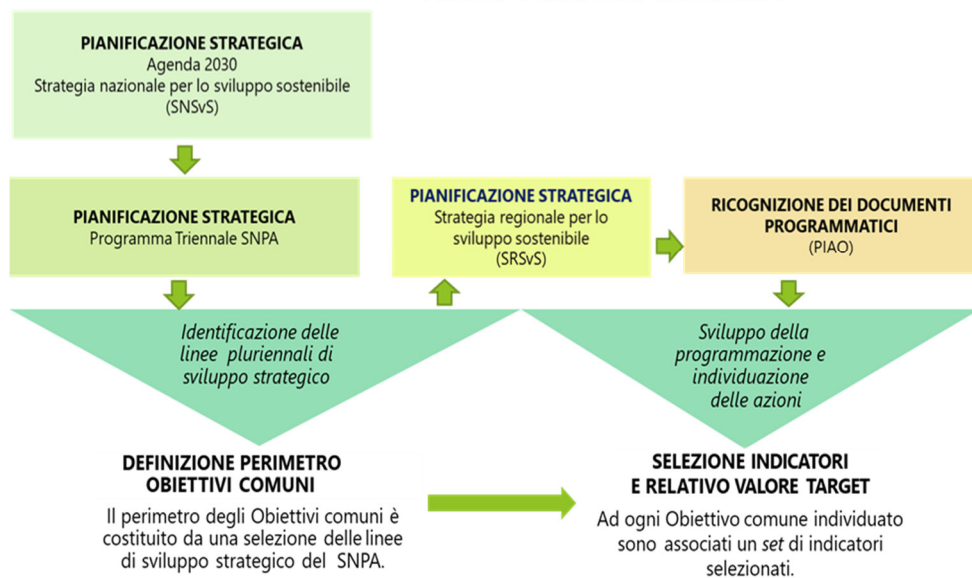 PIANIFICAZIONE STRATEGICA
Agenda 2030
Strategia nazionale per lo sviluppo sostenibile
(SNSvS)
PIANIFICAZIONE STRATEGICA
Programma Triennale SNPA
PIANIFICAZIONE STRATEGICA
Strategia regionale per lo
sviluppo sostenibile
(SRSvS)
RICOGNIZIONE DEI DOCUMENTI
PROGRAMMATICI
(PIAO)
Identificazione delle
linee pluriennali di
sviluppo strategico
Sviluppo della
programmazione e
individuazione
delle azioni
DEFINIZIONE PERIMETRO
OBIETTIVI COMUNI
Il perimetro degli Obiettivi comuni è
costituito da una selezione delle linee
di sviluppo strategico del SNPA.
SELEZIONE INDICATORI
E RELATIVO VALORE TARGET
Ad ogni Obiettivo comune individuato
sono associati un set di indicatori
selezionati.